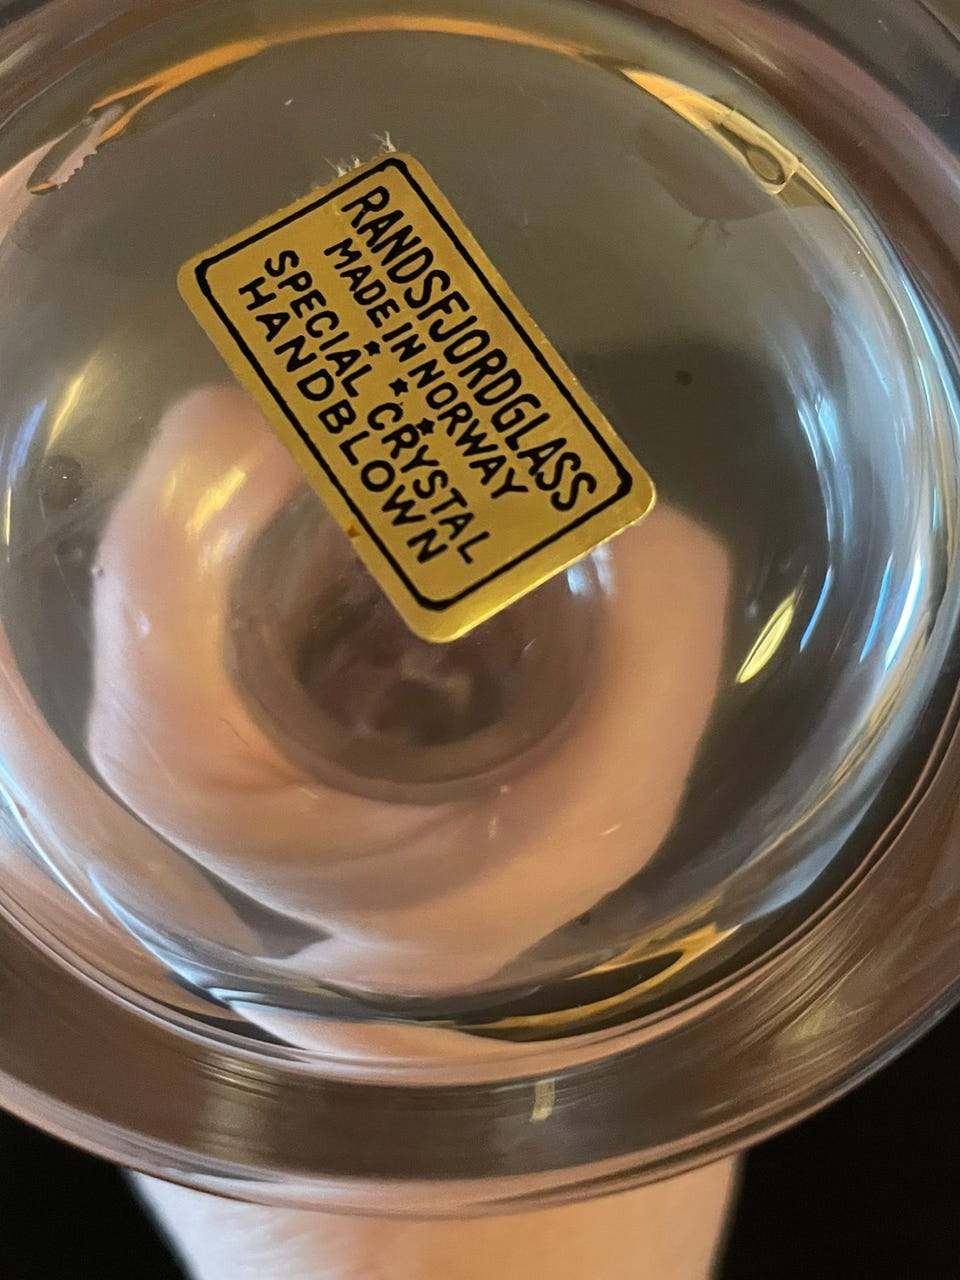 RANDSFJORDGLASS
MADE IN NORWAY
★ ★ ★
SPECIAL CRYSTAL
HANDBLOWN